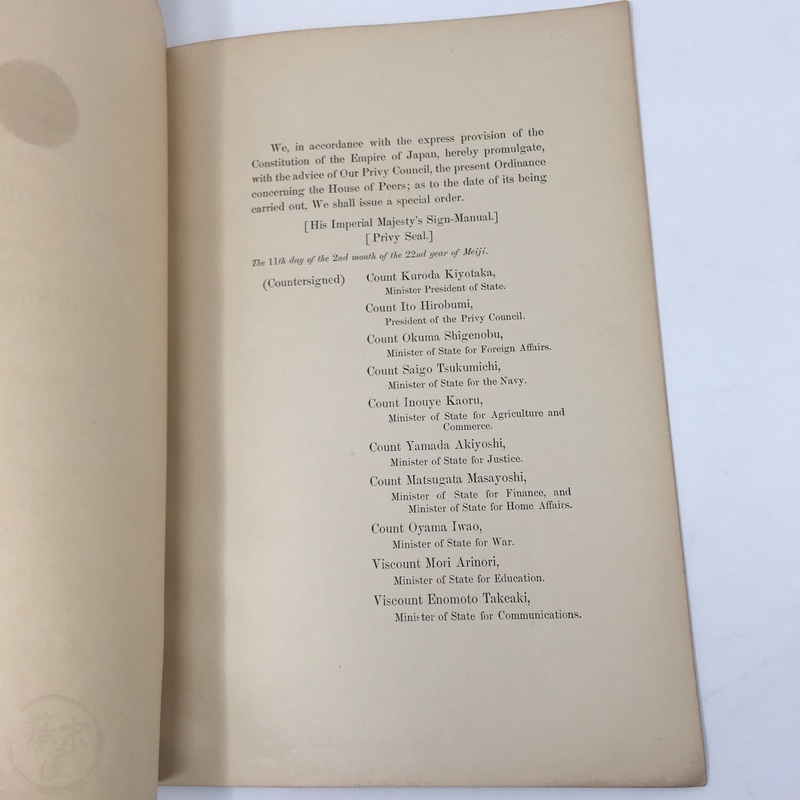 We, in accordance with the express provision of the
Constitution of the Empire of Japan, hereby promulgate,
with the advice of Our Privy Council, the present Ordinance
concerning the House of Peers; as to the date of its being
carried out, We shall issue a special order.
[His Imperial Majesty's Sign-Manual.]
[Privy Seal.]
The 11th day of the 2nd month of the 22nd year of Meiji.
(Countersigned) Count Kuroda Kiyotaka,
Minister President of State.
Count Ito Hirobumi,
President of the Privy Council.
Count Okuma Shigenobu,
Minister of State for Foreign Affairs.
Count Saigo Tsukumichi,
Minister of State for the Navy.
Count Inouye Kaoru,
Minister of State for Agriculture and
Commerce.
Count Yamada Akiyoshi,
Minister of State for Justice.
Count Matsugata Masayoshi,
Minister of State for Finance, and
Minister of State for Home Affairs.
Count Oyama Iwao,
Minister of State for War.
Viscount Mori Arinori,
Minister of State for Education.
Viscount Enomoto Takeaki,
Minister of State for Communications.
幕末屋